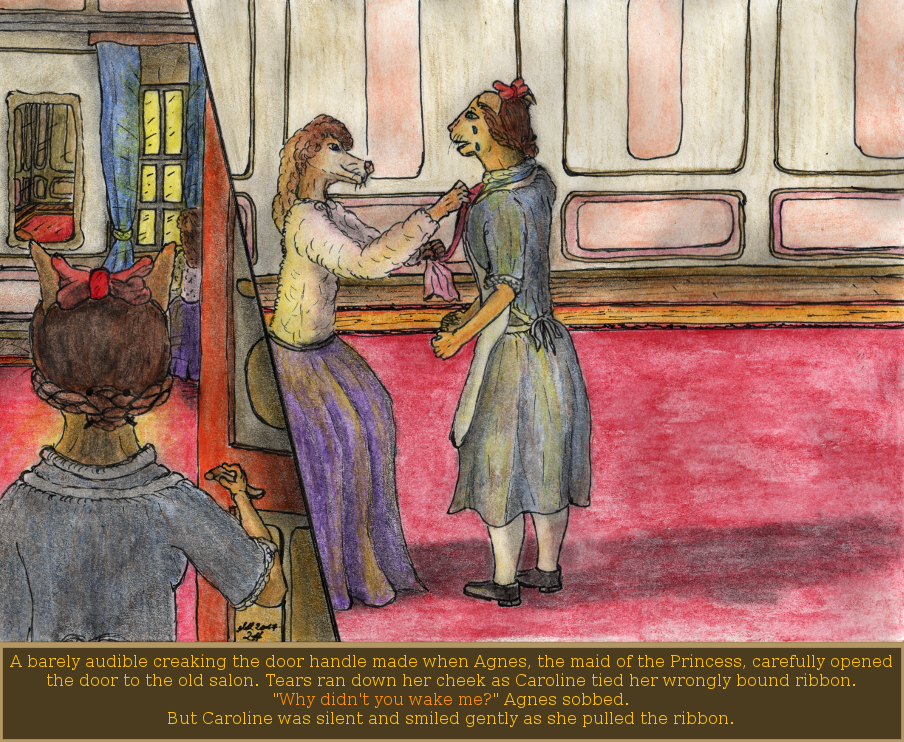 A barely audible creaking the door handle made when Agnes, the maid of the Princess, carefully opened
the door to the old salon. Tears ran down her cheek as Caroline tied her wrongly bound ribbon.
"Why didn't you wake me?" Agnes sobbed.
But Caroline was silent and smiled gently as she pulled the ribbon.